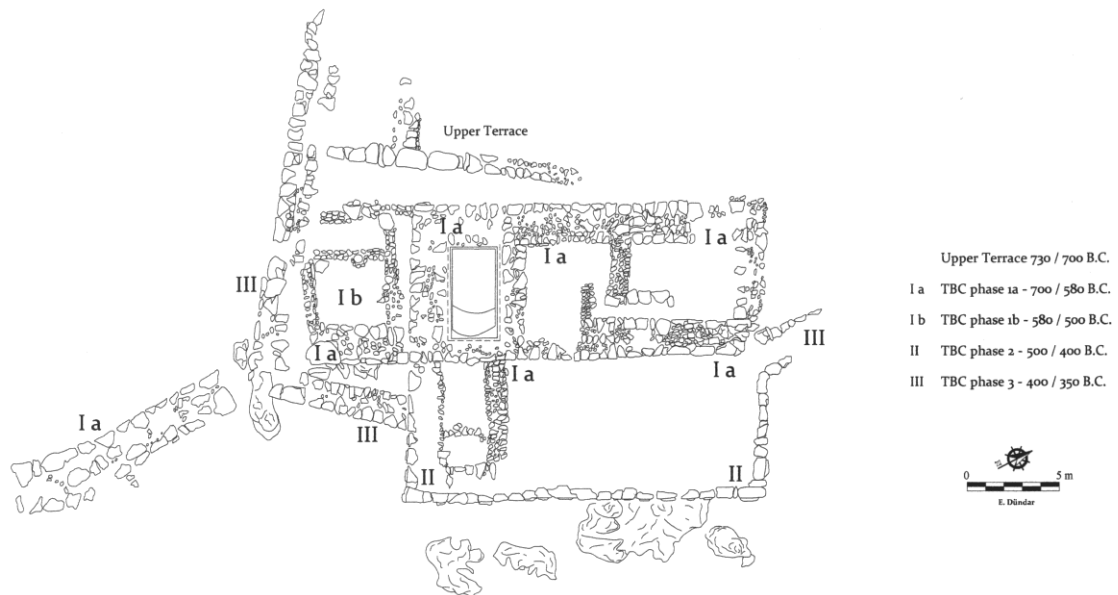 Upper Terrace
I a
I a
I a
III
I b
I a
III
I a
I a
I a
III
II
II
Upper Terrace 730 / 700 B.C.
I a TBC phase 1a - 700 / 580 B.C.
I b TBC phase 1b - 580 / 500 B.C.
II TBC phase 2 - 500 / 400 B.C.
III TBC phase 3 - 400 / 350 B.C.
0 5 m
E. Dündar